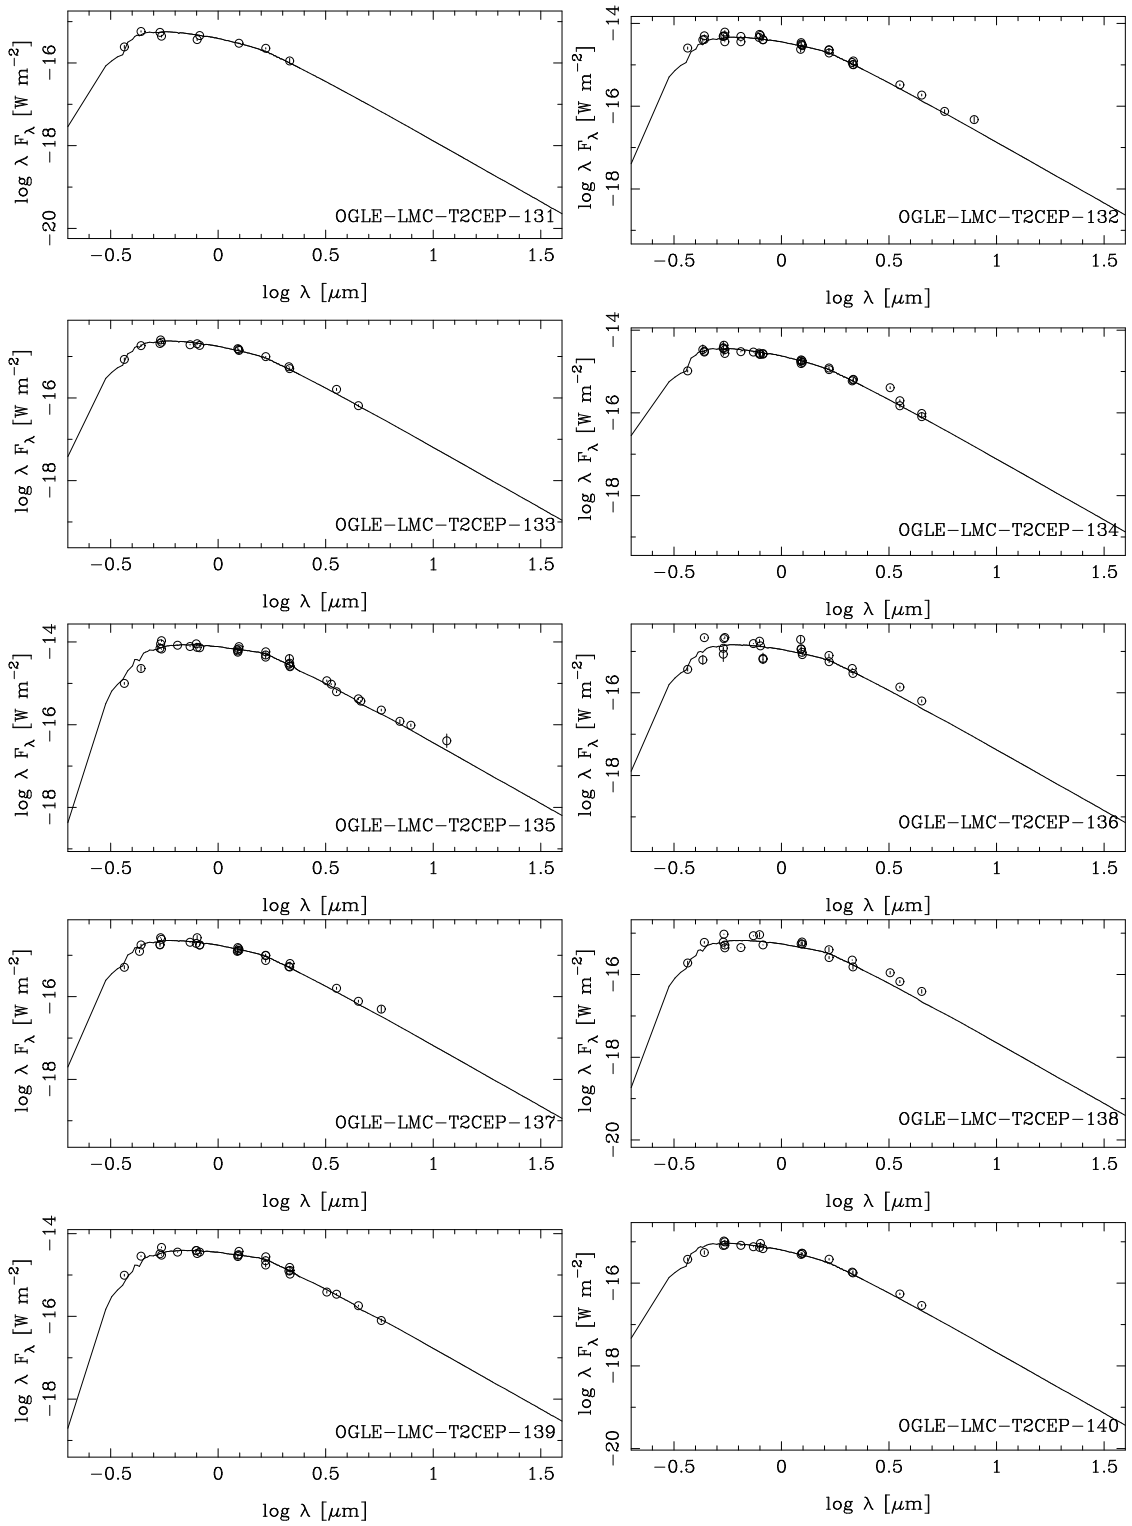 log λ F_λ [W m⁻²]
−16
−18
−20
OGLE−LMC−T2CEP−131
−0.5 0 0.5 1 1.5
log λ [μm]
log λ F_λ [W m⁻²]
−14
−16
−18
OGLE−LMC−T2CEP−132
−0.5 0 0.5 1 1.5
log λ [μm]
log λ F_λ [W m⁻²]
−16
−18
OGLE−LMC−T2CEP−133
−0.5 0 0.5 1 1.5
log λ [μm]
log λ F_λ [W m⁻²]
−14
−16
−18
OGLE−LMC−T2CEP−134
−0.5 0 0.5 1 1.5
log λ [μm]
log λ F_λ [W m⁻²]
−14
−16
−18
OGLE−LMC−T2CEP−135
−0.5 0 0.5 1 1.5
log λ [μm]
log λ F_λ [W m⁻²]
−16
−18
OGLE−LMC−T2CEP−136
−0.5 0 0.5 1 1.5
log λ [μm]
log λ F_λ [W m⁻²]
−16
−18
OGLE−LMC−T2CEP−137
−0.5 0 0.5 1 1.5
log λ [μm]
log λ F_λ [W m⁻²]
−16
−18
−20
OGLE−LMC−T2CEP−138
−0.5 0 0.5 1 1.5
log λ [μm]
log λ F_λ [W m⁻²]
−14
−16
−18
OGLE−LMC−T2CEP−139
−0.5 0 0.5 1 1.5
log λ [μm]
log λ F_λ [W m⁻²]
−16
−18
−20
OGLE−LMC−T2CEP−140
−0.5 0 0.5 1 1.5
log λ [μm]